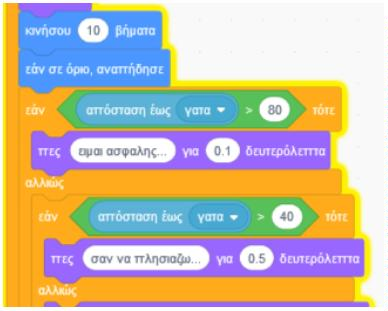 κινήσου 10 βήματα
εάν σε όριο, αναπήδησε
εάν απόσταση έως γατα > 80 τότε
πες ειμαι ασφαλης... για 0.1 δευτερόλεπτα
αλλιώς
εάν απόσταση έως γατα > 40 τότε
πες σαν να πλησιαζω... για 0.5 δευτερόλεπτα
αλλιώς